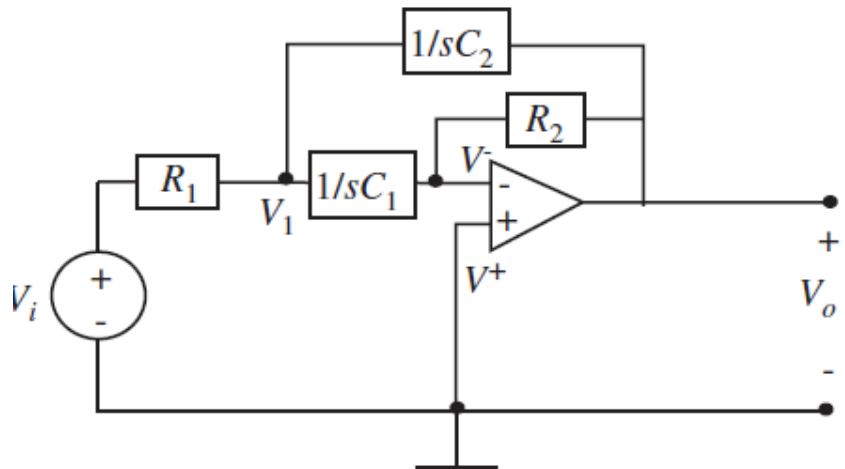 1/sC₂
R₂
V⁻
R₁
1/sC₁
-
V₁
+
V⁺
+
Vᵢ
-
+
Vₒ
-